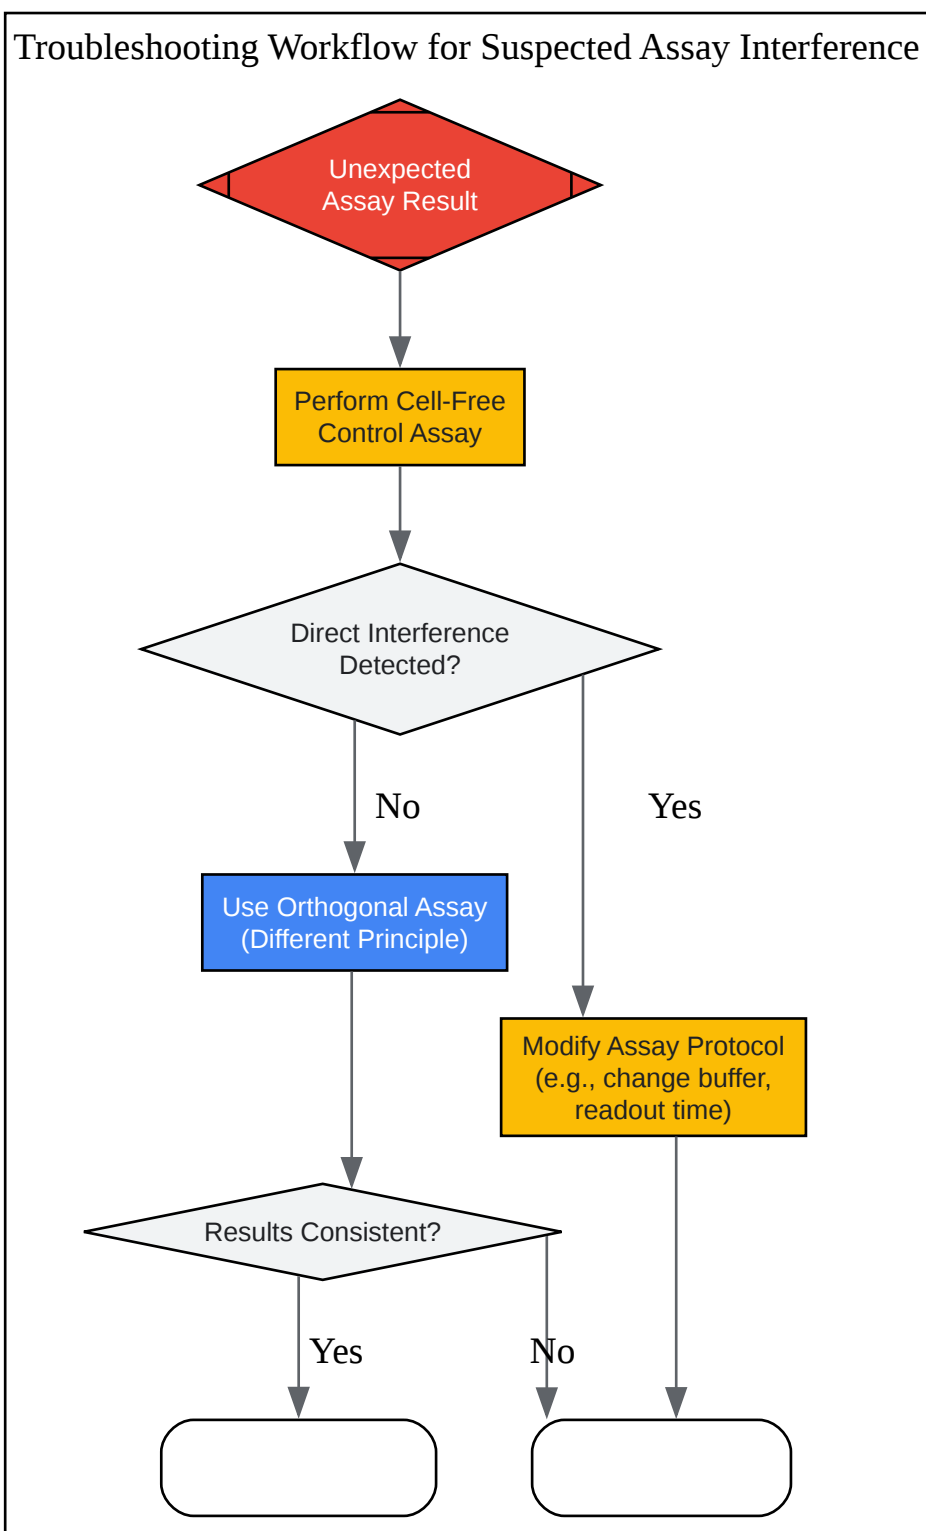 Troubleshooting Workflow for Suspected Assay Interference
Unexpected
Assay Result
Perform Cell-Free
Control Assay
Direct Interference
Detected?
No
Yes
Use Orthogonal Assay
(Different Principle)
Modify Assay Protocol
(e.g., change buffer,
readout time)
Results Consistent?
Yes
No